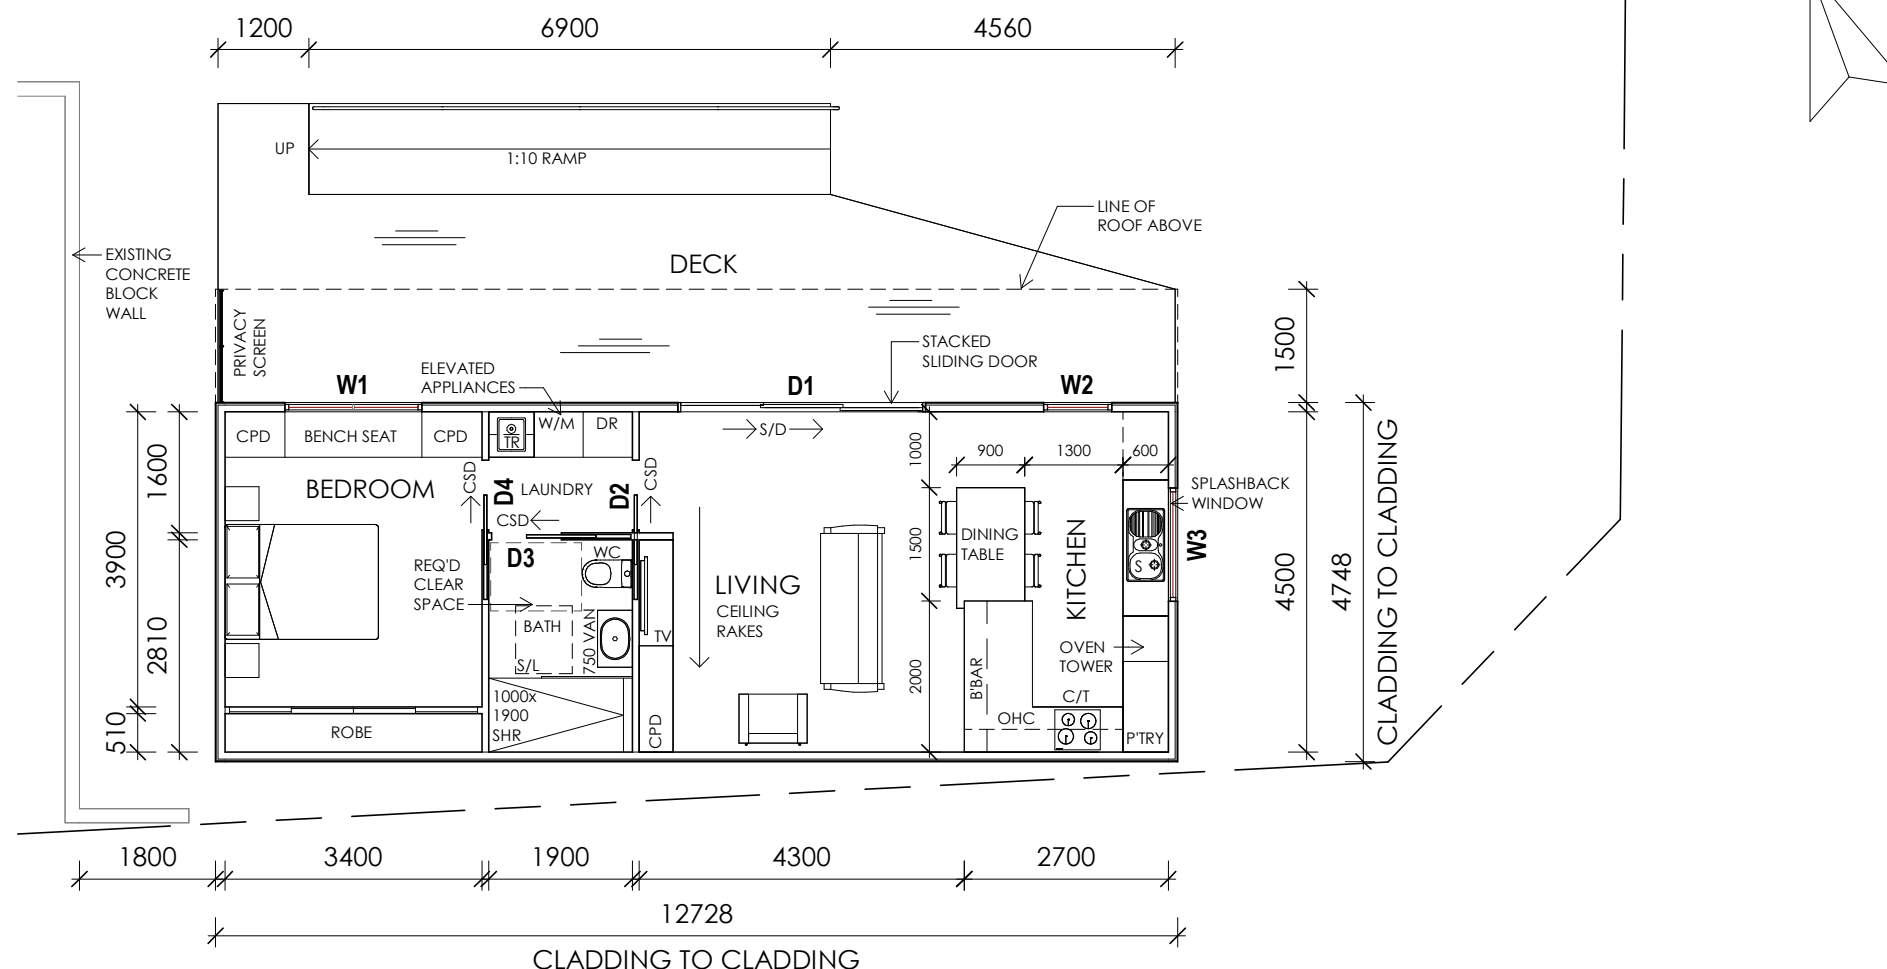 1200
6900
4560
UP
1:10 RAMP
LINE OF
ROOF ABOVE
EXISTING
CONCRETE
BLOCK
WALL
DECK
PRIVACY
SCREEN
STACKED
SLIDING DOOR
ELEVATED
APPLIANCES
W1
D1
W2
1500
CPD
BENCH SEAT
CPD
TR
W/M
DR
S/D
1000
900
1300
600
1600
BEDROOM
CSD
D4
LAUNDRY
D2
CSD
CSD
SPLASHBACK
WINDOW
W3
3900
2810
510
REQ'D
CLEAR
SPACE
D3
WC
BATH
S/L
750 VAN
TV
LIVING
CEILING
RAKES
1500
DINING
TABLE
KITCHEN
S
OVEN
TOWER
2000
B'BAR
C/T
OHC
P'TRY
ROBE
1000x
1900
SHR
CPD
4500
4748
CLADDING TO CLADDING
1800
3400
1900
4300
2700
12728
CLADDING TO CLADDING